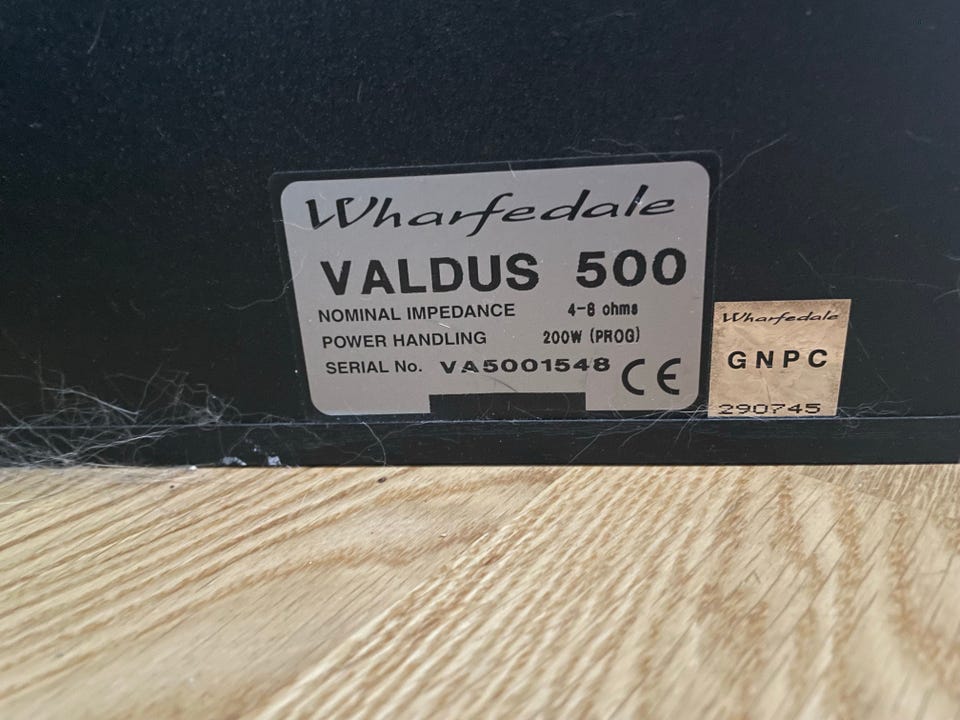 Wharfedale
VALDUS 500
NOMINAL IMPEDANCE 4-8 ohms
POWER HANDLING 200W (PROG)
SERIAL No. VA5001548
CE
Wharfedale
GNPC
290745